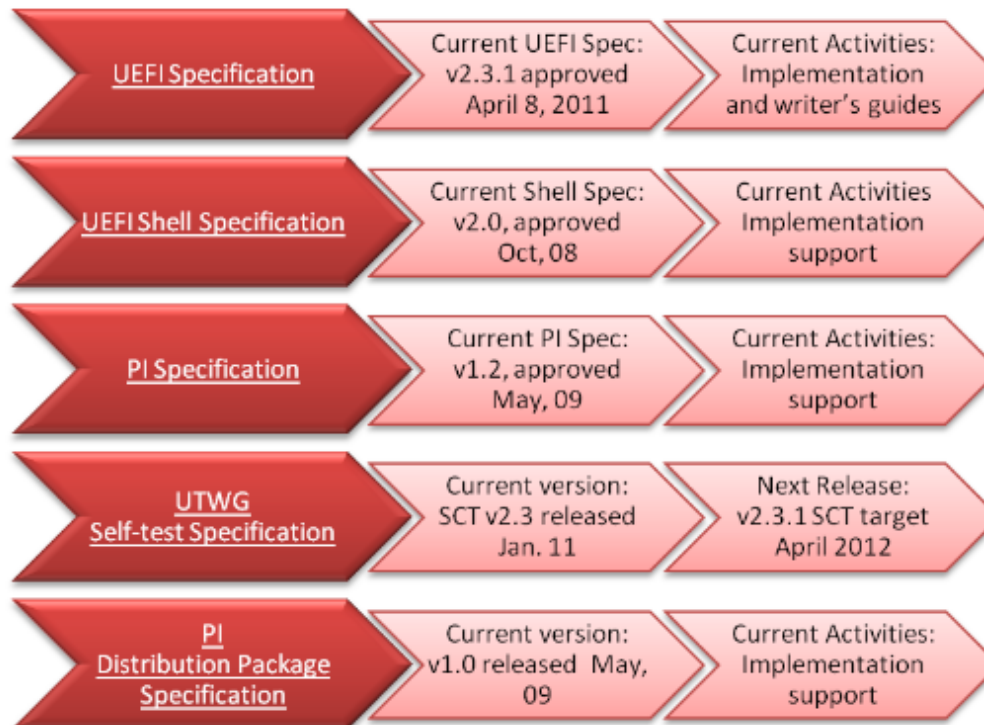 UEFI Specification
Current UEFI Spec:
v2.3.1 approved
April 8, 2011
Current Activities:
Implementation
and writer's guides
UEFI Shell Specification
Current Shell Spec:
v2.0, approved
Oct, 08
Current Activities
Implementation
support
PI Specification
Current PI Spec:
v1.2, approved
May, 09
Current Activities:
Implementation
support
UTWG
Self-test Specification
Current version:
SCT v2.3 released
Jan. 11
Next Release:
v2.3.1 SCT target
April 2012
PI
Distribution Package
Specification
Current version:
v1.0 released May,
09
Current Activities:
Implementation
support